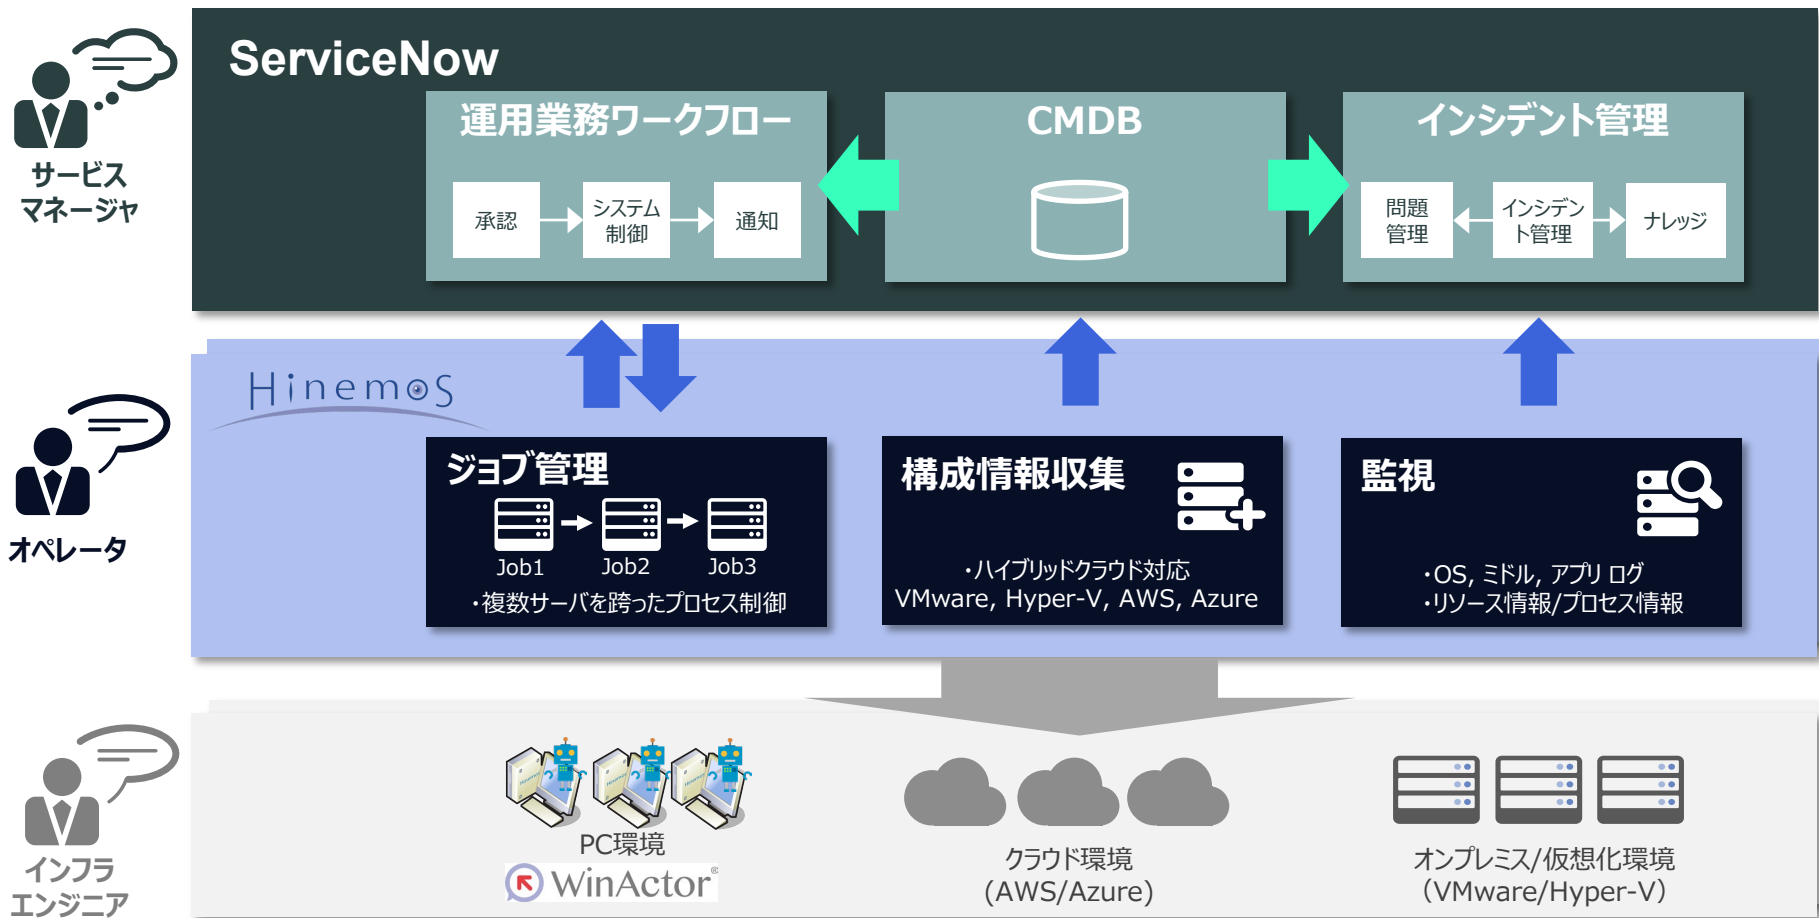 ServiceNow
サービス
マネージャ
運用業務ワークフロー
承認
システム
制御
通知
CMDB
インシデント管理
問題
管理
インシデン
ト管理
ナレッジ
Hinemos
オペレータ
ジョブ管理
Job1
Job2
Job3
・複数サーバを跨ったプロセス制御
構成情報収集
・ハイブリッドクラウド対応
VMware, Hyper-V, AWS, Azure
監視
・OS, ミドル, アプリ ログ
・リソース情報/プロセス情報
インフラ
エンジニア
PC環境
WinActor®
クラウド環境
(AWS/Azure)
オンプレミス/仮想化環境
（VMware/Hyper-V）